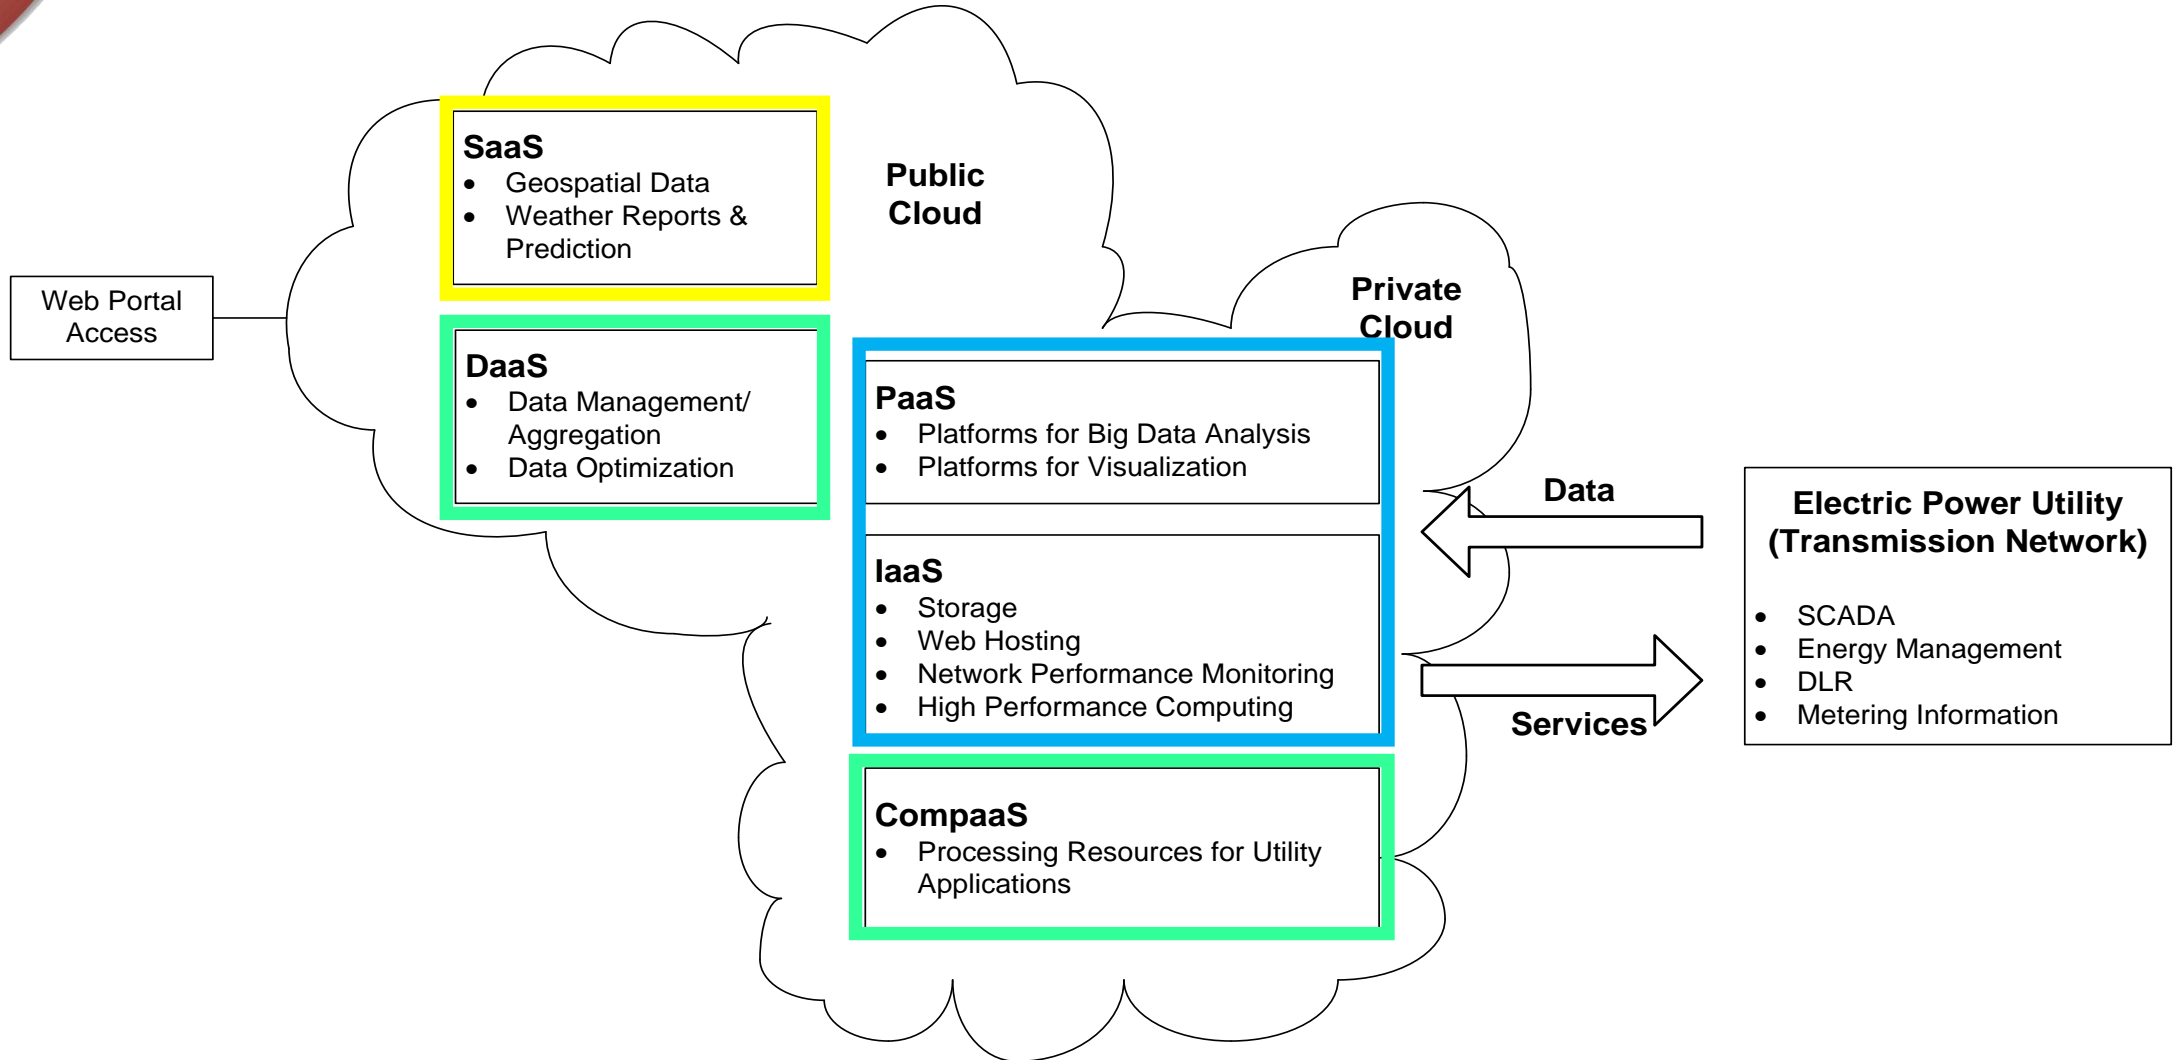 SaaS
• Geospatial Data
• Weather Reports &
Prediction
Public
Cloud
Private
Cloud
Web Portal
Access
DaaS
• Data Management/
Aggregation
• Data Optimization
PaaS
• Platforms for Big Data Analysis
• Platforms for Visualization
IaaS
• Storage
• Web Hosting
• Network Performance Monitoring
• High Performance Computing
CompaaS
• Processing Resources for Utility
Applications
Data
Services
Electric Power Utility
(Transmission Network)
• SCADA
• Energy Management
• DLR
• Metering Information